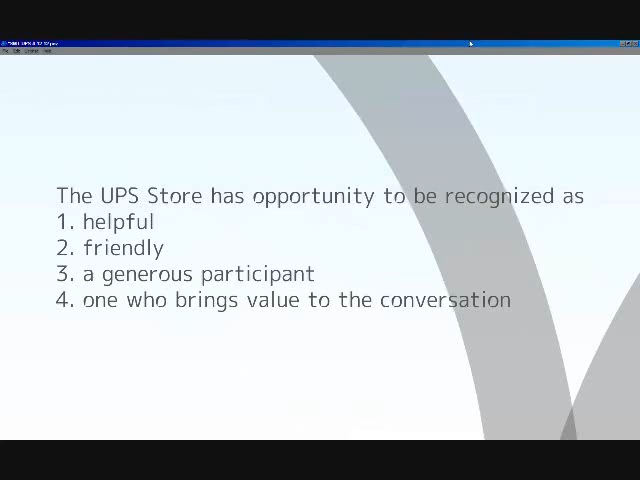 The UPS Store has opportunity to be recognized as
1. helpful
2. friendly
3. a generous participant
4. one who brings value to the conversation